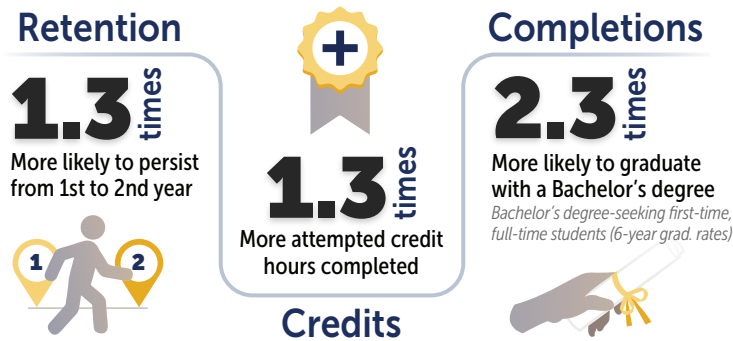 Retention
1.3 times
More likely to persist
from 1st to 2nd year
1
2
+
1.3 times
More attempted credit
hours completed
Credits
Completions
2.3 times
More likely to graduate
with a Bachelor’s degree
Bachelor’s degree-seeking first-time,
full-time students (6-year grad. rates)